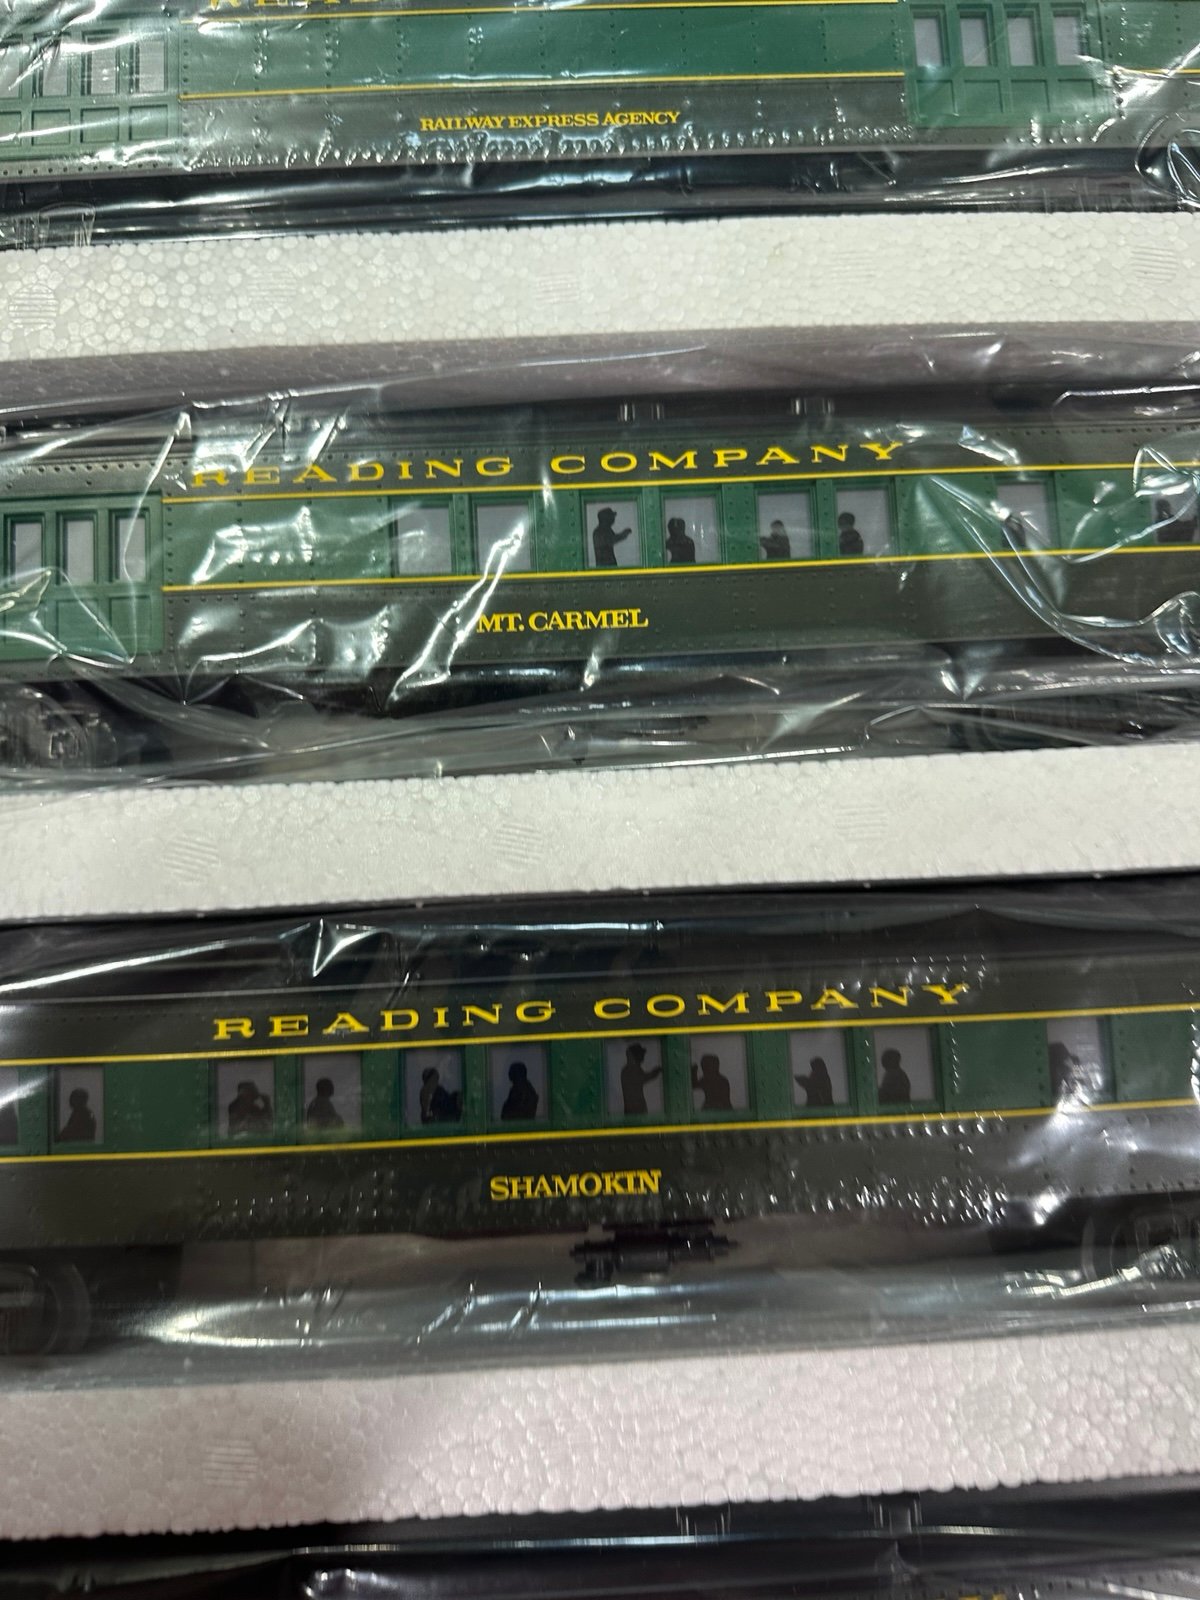 RAILWAY EXPRESS AGENCY
READING COMPANY
MT. CARMEL
READING COMPANY
SHAMOKIN